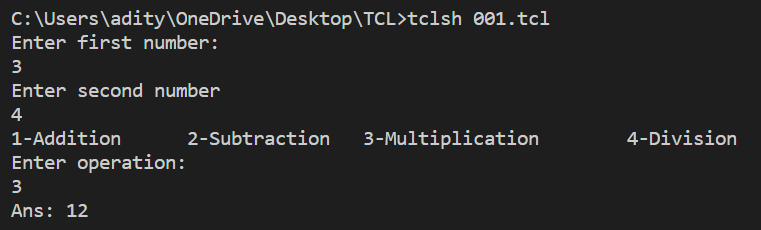 C:\Users\adity\OneDrive\Desktop\TCL>tclsh 001.tcl
Enter first number:
3
Enter second number
4
1-Addition      2-Subtraction   3-Multiplication        4-Division
Enter operation:
3
Ans: 12